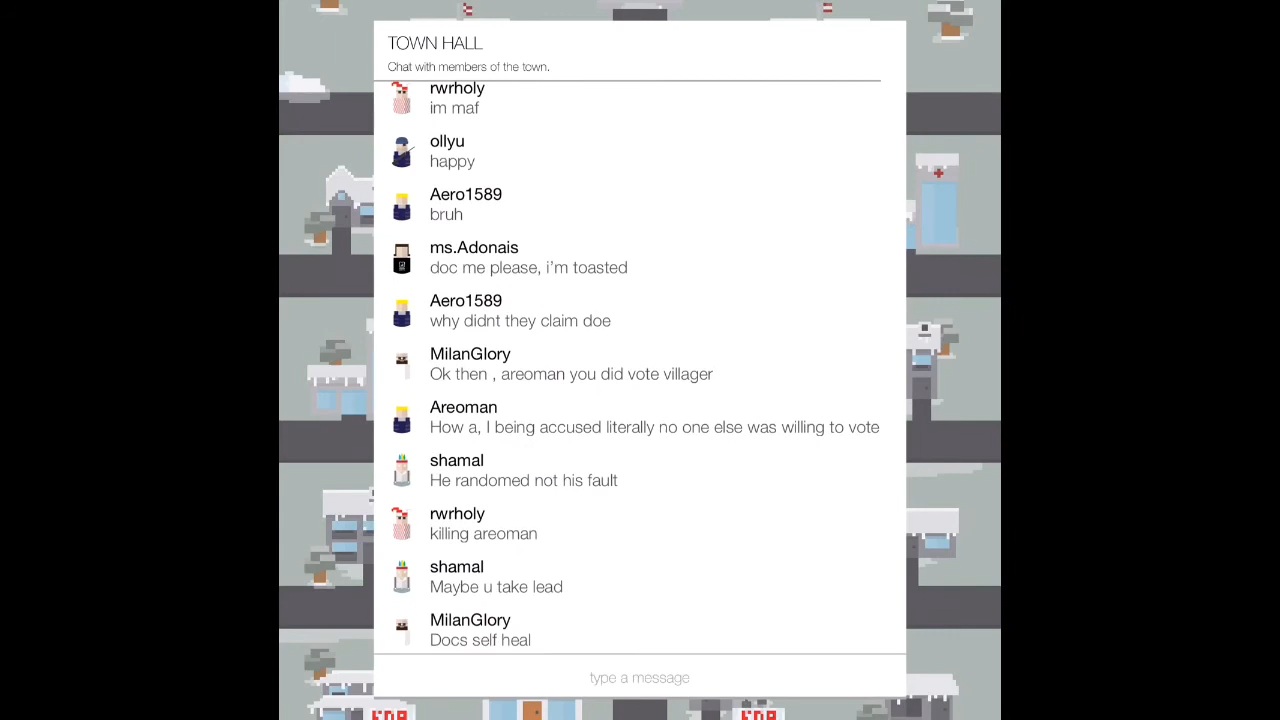 TOWN HALL
Chat with members of the town.
rwrholy
im maf
ollyu
happy
Aero1589
bruh
ms.Adonais
doc me please, i'm toasted
Aero1589
why didnt they claim doe
MilanGlory
Ok then , areoman you did vote villager
Areoman
How a, I being accused literally no one else was willing to vote
shamal
He randomed not his fault
rwrholy
killing areoman
shamal
Maybe u take lead
MilanGlory
Docs self heal
type a message